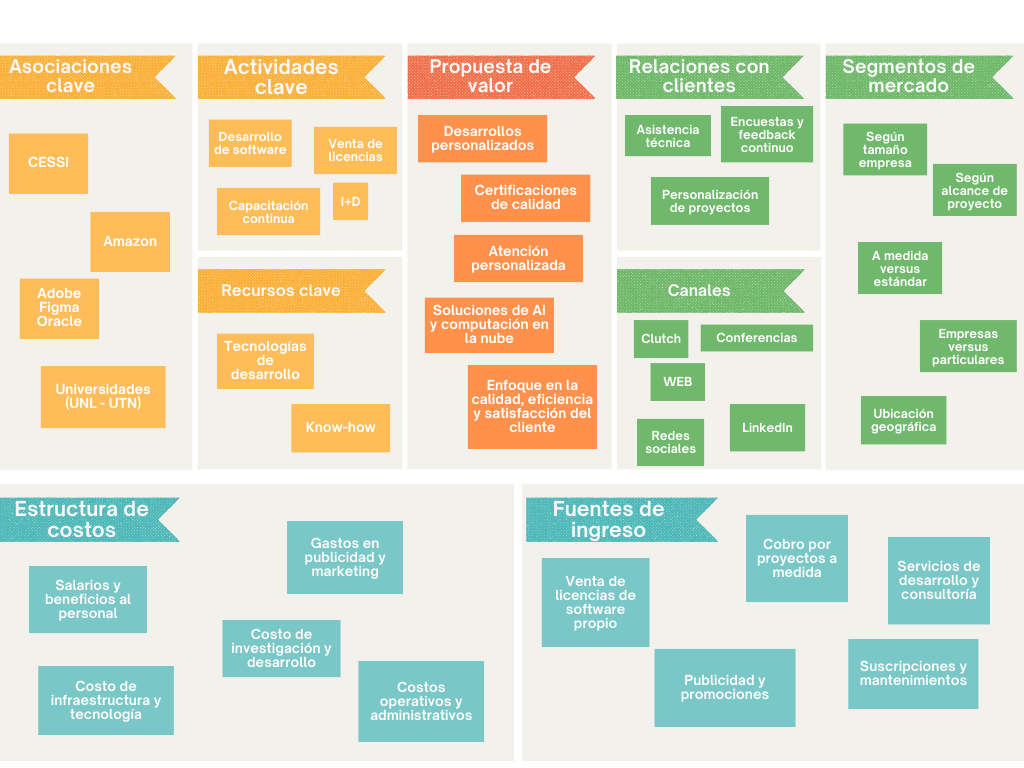 Asociaciones
clave
CESSI
Amazon
Adobe
Figma
Oracle
Universidades
(UNL - UTN)
Actividades
clave
Desarrollo
de software
Venta de
licencias
Capacitación
continua
I+D
Recursos clave
Tecnologías
de
desarrollo
Know-how
Propuesta de
valor
Desarrollos
personalizados
Certificaciones
de calidad
Atención
personalizada
Soluciones de AI
y computación en
la nube
Enfoque en la
calidad, eficiencia
y satisfacción del
cliente
Relaciones con
clientes
Asistencia
técnica
Encuestas y
feedback
continuo
Personalización
de proyectos
Canales
Clutch
Conferencias
WEB
Redes
sociales
LinkedIn
Segmentos de
mercado
Según
tamaño
empresa
Según
alcance de
proyecto
A medida
versus
estándar
Empresas
versus
particulares
Ubicación
geográfica
Estructura de
costos
Gastos en
publicidad y
marketing
Salarios y
beneficios al
personal
Costo de
investigación y
desarrollo
Costo de
infraestructura y
tecnología
Costos
operativos y
administrativos
Fuentes de
ingreso
Cobro por
proyectos a
medida
Servicios de
desarrollo y
consultoría
Venta de
licencias de
software
propio
Publicidad y
promociones
Suscripciones y
mantenimientos